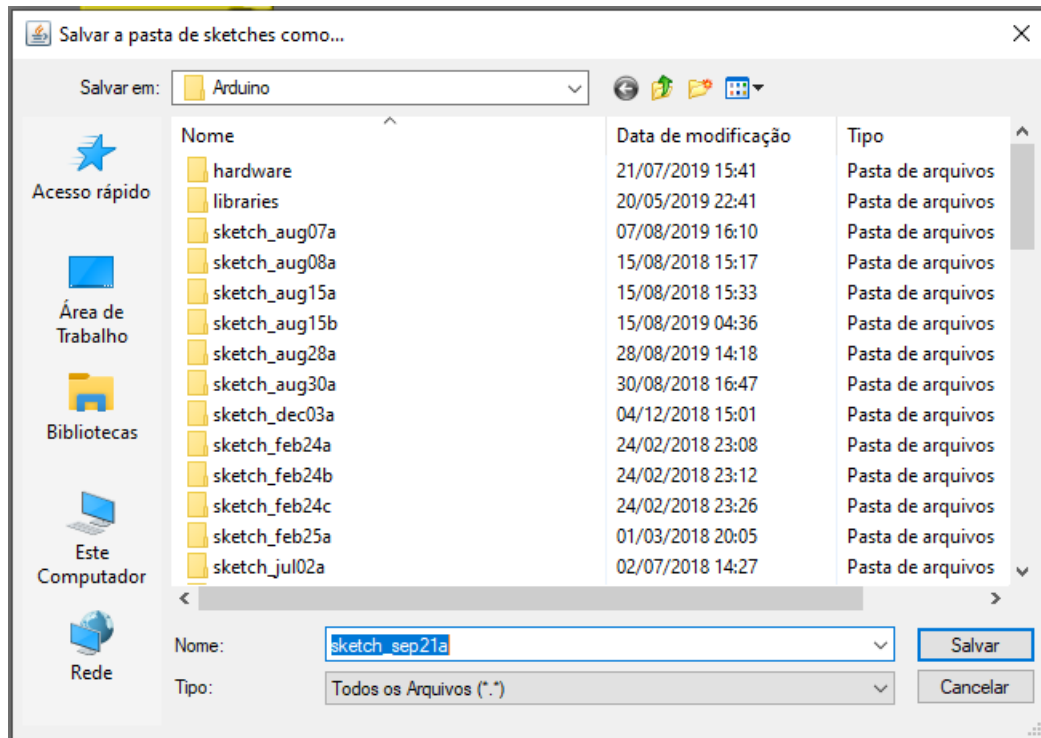 Salvar a pasta de sketches como...
Salvar em: Arduino
Nome Data de modificação Tipo
hardware 21/07/2019 15:41 Pasta de arquivos
libraries 20/05/2019 22:41 Pasta de arquivos
sketch_aug07a 07/08/2019 16:10 Pasta de arquivos
sketch_aug08a 15/08/2018 15:17 Pasta de arquivos
sketch_aug15a 15/08/2018 15:33 Pasta de arquivos
sketch_aug15b 15/08/2019 04:36 Pasta de arquivos
sketch_aug28a 28/08/2019 14:18 Pasta de arquivos
sketch_aug30a 30/08/2018 16:47 Pasta de arquivos
sketch_dec03a 04/12/2018 15:01 Pasta de arquivos
sketch_feb24a 24/02/2018 23:08 Pasta de arquivos
sketch_feb24b 24/02/2018 23:12 Pasta de arquivos
sketch_feb24c 24/02/2018 23:26 Pasta de arquivos
sketch_feb25a 01/03/2018 20:05 Pasta de arquivos
sketch_jul02a 02/07/2018 14:27 Pasta de arquivos
Acesso rápido
Área de
Trabalho
Bibliotecas
Este
Computador
Rede
Nome: sketch_sep21a Salvar
Tipo: Todos os Arquivos (*.*) Cancelar